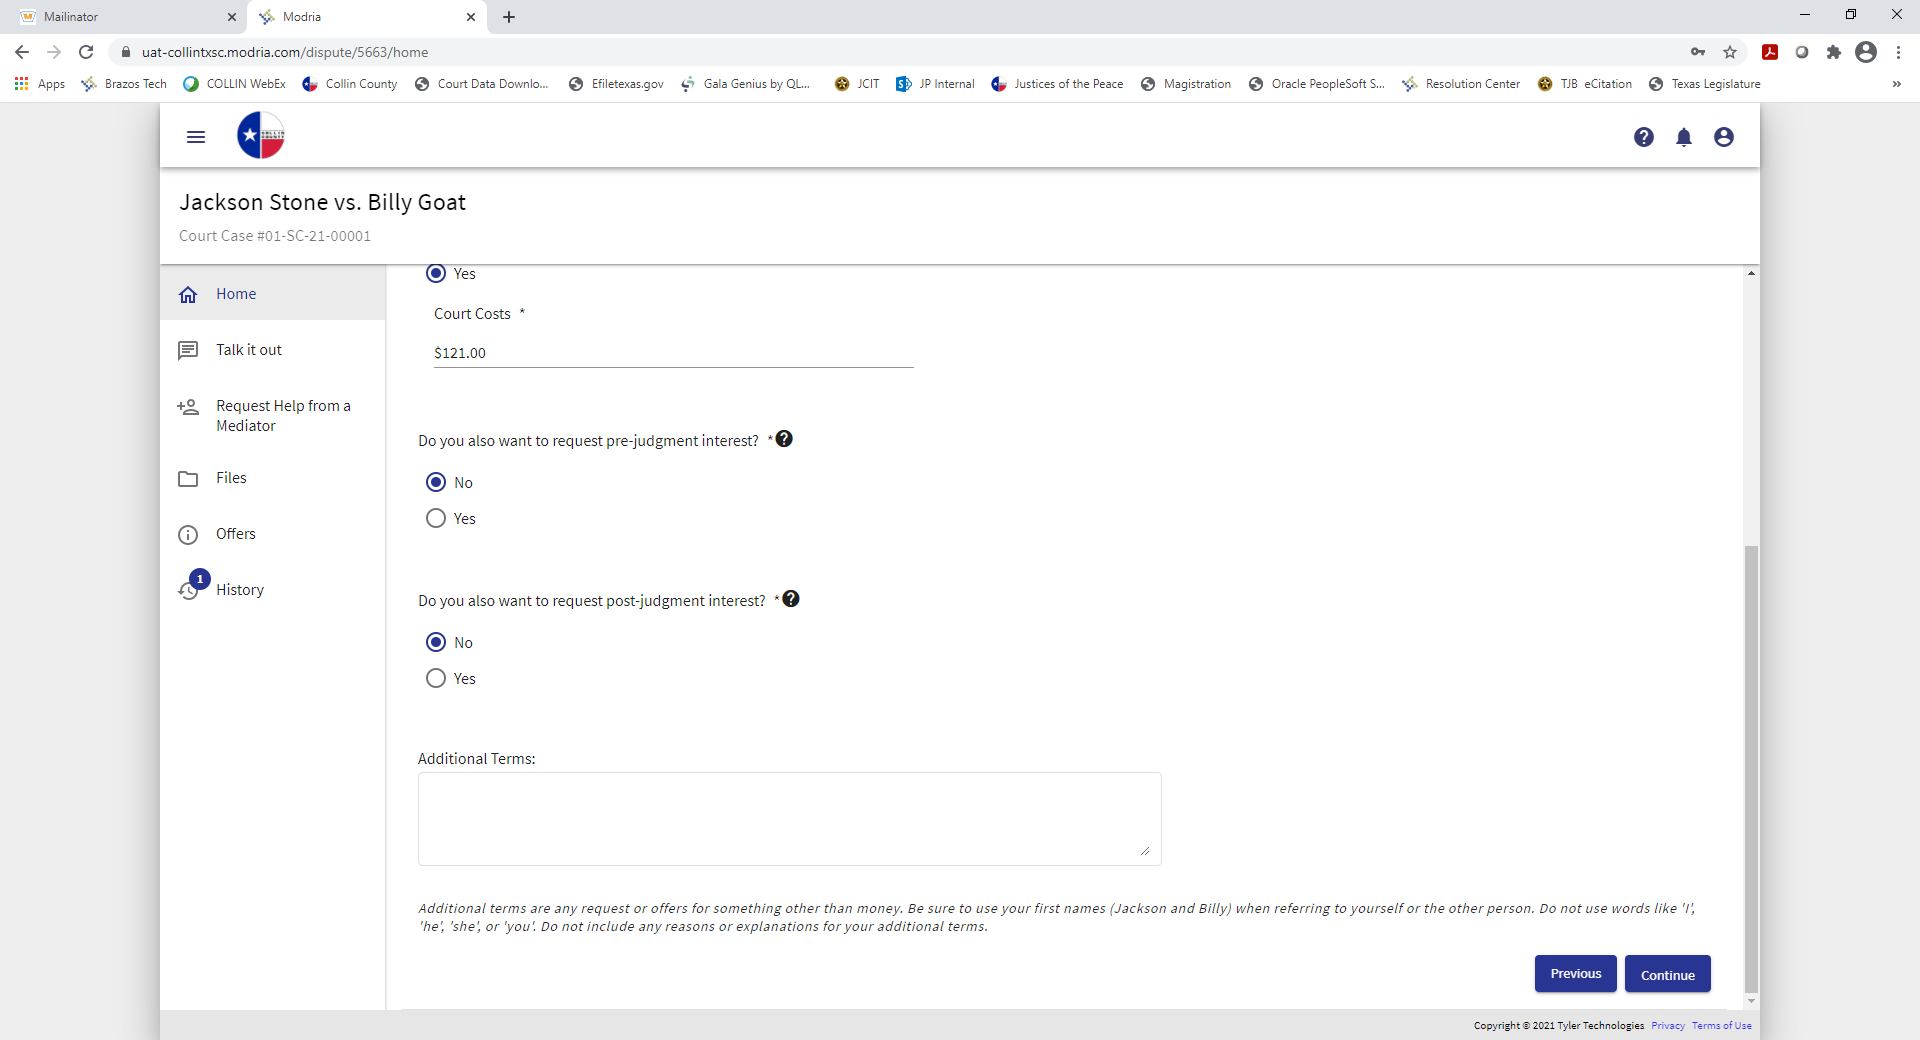 Mailinator
Modria
uat-collintxsc.modria.com/dispute/5663/home
Apps Brazos Tech COLLIN WebEx Collin County Court Data Downlo... Efiletexas.gov Gala Genius by QL... JCIT JP Internal Justices of the Peace Magistration Oracle PeopleSoft S... Resolution Center TJB eCitation Texas Legislature »
COLLIN COUNTY
Jackson Stone vs. Billy Goat
Court Case #01-SC-21-00001
Home
Talk it out
Request Help from a
Mediator
Files
Offers
1
History
Yes
Court Costs *
$121.00
Do you also want to request pre-judgment interest? *
No
Yes
Do you also want to request post-judgment interest? *
No
Yes
Additional Terms:
Additional terms are any request or offers for something other than money. Be sure to use your first names (Jackson and Billy) when referring to yourself or the other person. Do not use words like 'I',
'he', 'she', or 'you'. Do not include any reasons or explanations for your additional terms.
Previous Continue
Copyright © 2021 Tyler Technologies Privacy Terms of Use